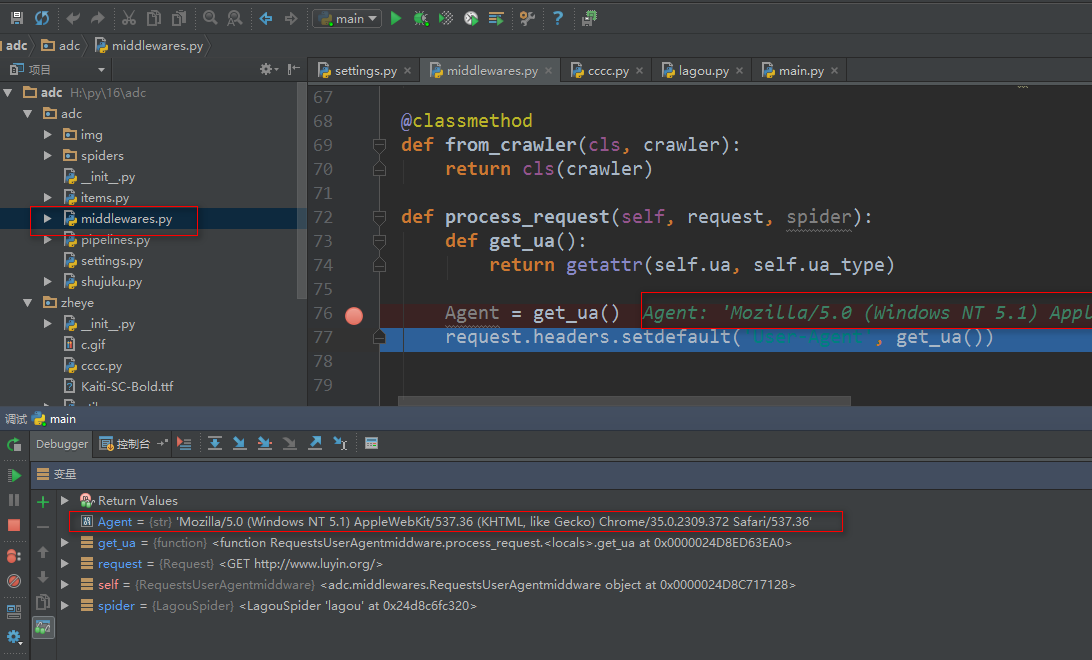 main
adc adc middlewares.py
项目
settings.py middlewares.py cccc.py lagou.py main.py
adc H:\py\16\adc
adc
img
spiders
__init__.py
items.py
middlewares.py
pipelines.py
settings.py
shujuku.py
zheye
__init__.py
c.gif
cccc.py
Kaiti-SC-Bold.ttf
67
68 @classmethod
69 def from_crawler(cls, crawler):
70 return cls(crawler)
71
72 def process_request(self, request, spider):
73 def get_ua():
74 return getattr(self.ua, self.ua_type)
75
76 Agent = get_ua() Agent: 'Mozilla/5.0 (Windows NT 5.1) Appl
77 request.headers.setdefault('User-Agent', get_ua())
78
79
调试 main
Debugger 控制台
变量
Return Values
Agent = {str} 'Mozilla/5.0 (Windows NT 5.1) AppleWebKit/537.36 (KHTML, like Gecko) Chrome/35.0.2309.372 Safari/537.36'
get_ua = {function} <function RequestsUserAgentmiddware.process_request.<locals>.get_ua at 0x0000024D8ED63EA0>
request = {Request} <GET http://www.luyin.org/>
self = {RequestsUserAgentmiddware} <adc.middlewares.RequestsUserAgentmiddware object at 0x0000024D8C717128>
spider = {LagouSpider} <LagouSpider 'lagou' at 0x24d8c6fc320>